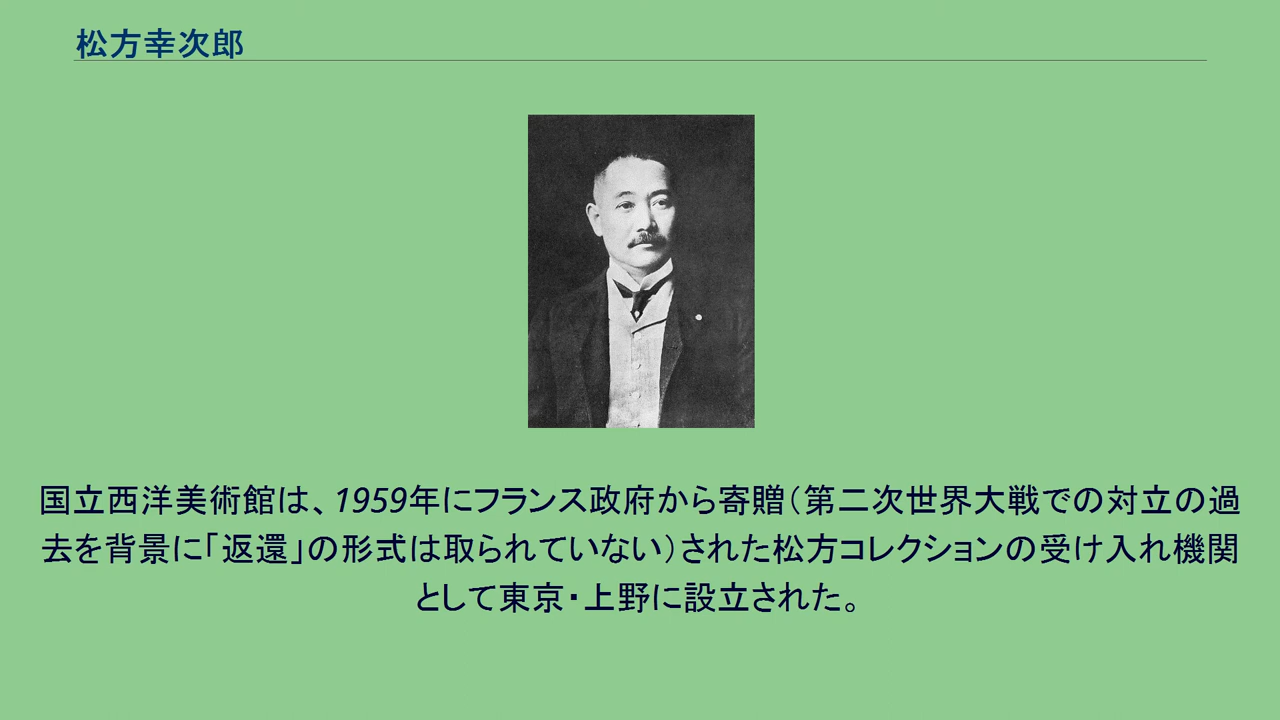 松方幸次郎
国立西洋美術館は、1959年にフランス政府から寄贈(第二次世界大戦での対立の過
去を背景に「返還」の形式は取られていない)された松方コレクションの受け入れ機関
として東京・上野に設立された。